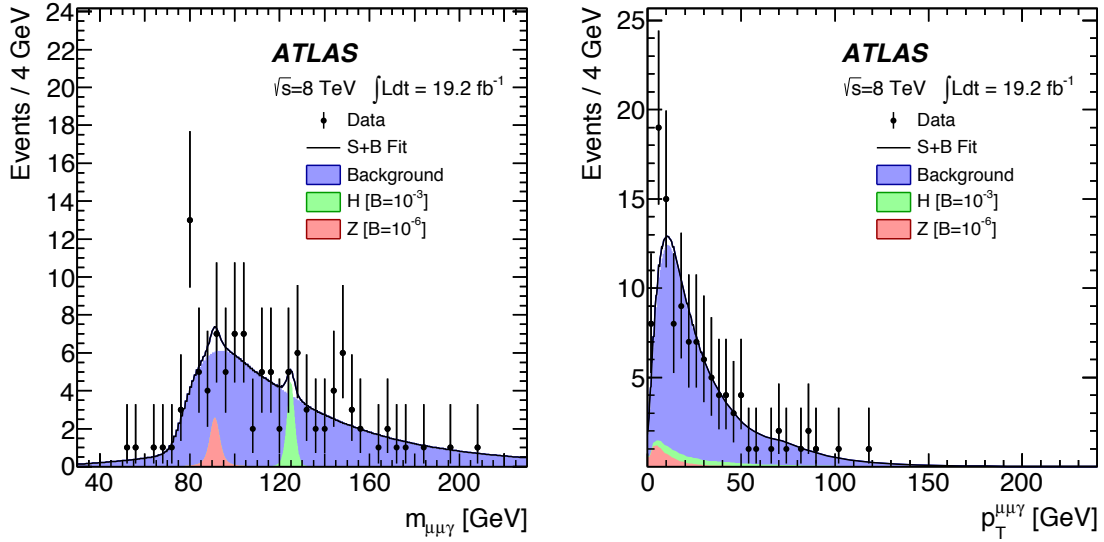 Events / 4 GeV
24
22
20
18
16
14
12
10
8
6
4
2
0
ATLAS
√s=8 TeV ∫Ldt = 19.2 fb⁻¹
Data
S+B Fit
Background
H [B=10⁻³]
Z [B=10⁻⁶]
40 80 120 160 200
m_μμγ [GeV]
Events / 4 GeV
25
20
15
10
5
ATLAS
√s=8 TeV ∫Ldt = 19.2 fb⁻¹
Data
S+B Fit
Background
H [B=10⁻³]
Z [B=10⁻⁶]
0 50 100 150 200
p_T^μμγ [GeV]